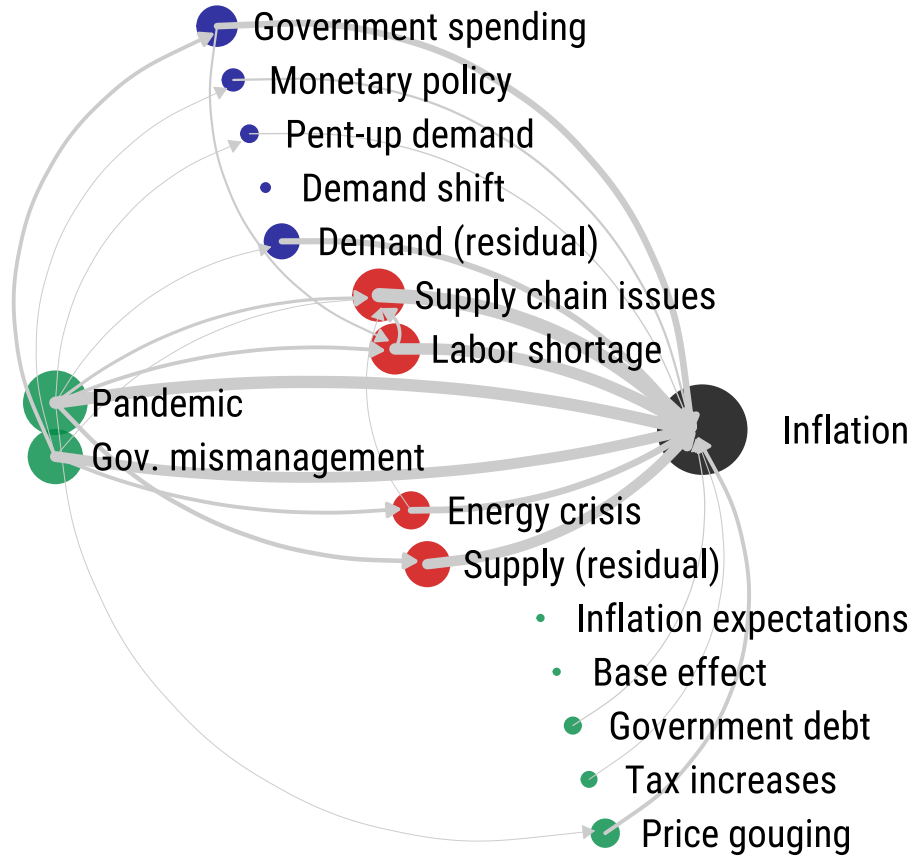 Government spending
Monetary policy
Pent-up demand
Demand shift
Demand (residual)
Supply chain issues
Labor shortage
Pandemic
Inflation
Gov. mismanagement
Energy crisis
Supply (residual)
Inflation expectations
Base effect
Government debt
Tax increases
Price gouging